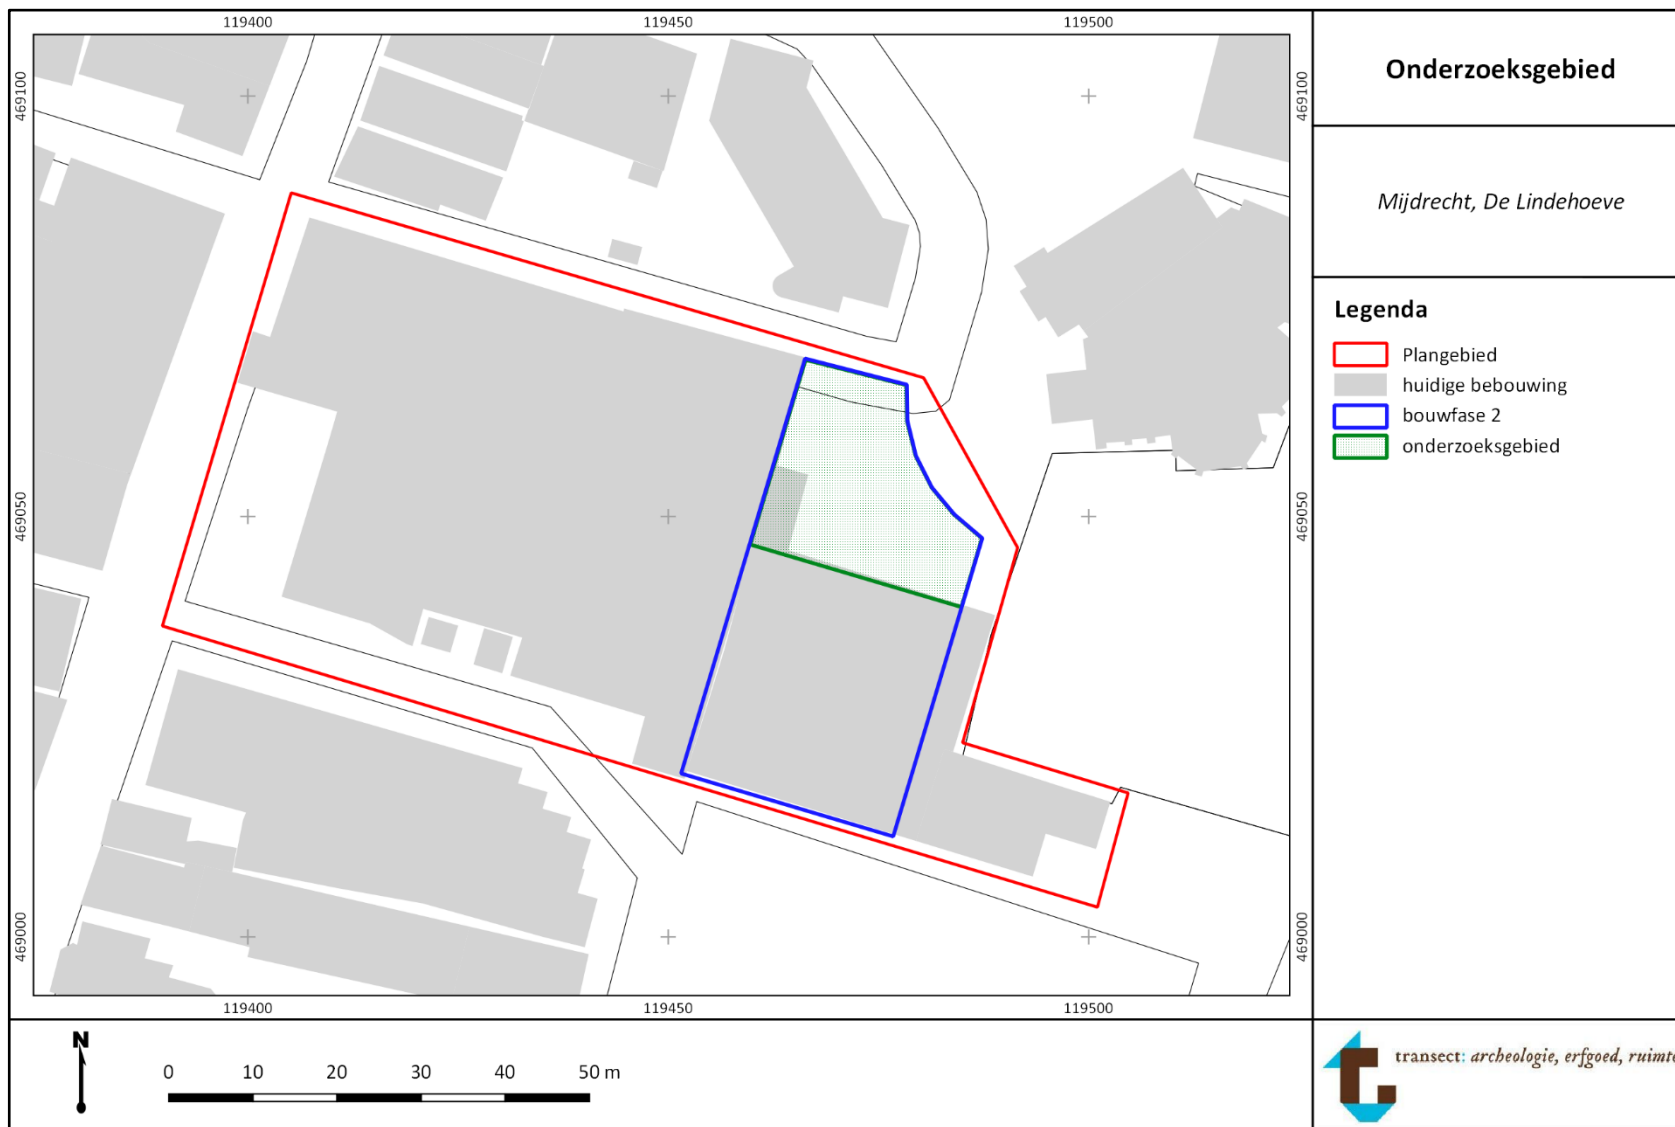 119400 119450 119500
469100 469100
469050 469050
469000 469000
119400 119450 119500
Onderzoeksgebied
Mijdrecht, De Lindehoeve
Legenda
Plangebied
huidige bebouwing
bouwfase 2
onderzoeksgebied
N
0 10 20 30 40 50 m
transect: archeologie, erfgoed, ruimte